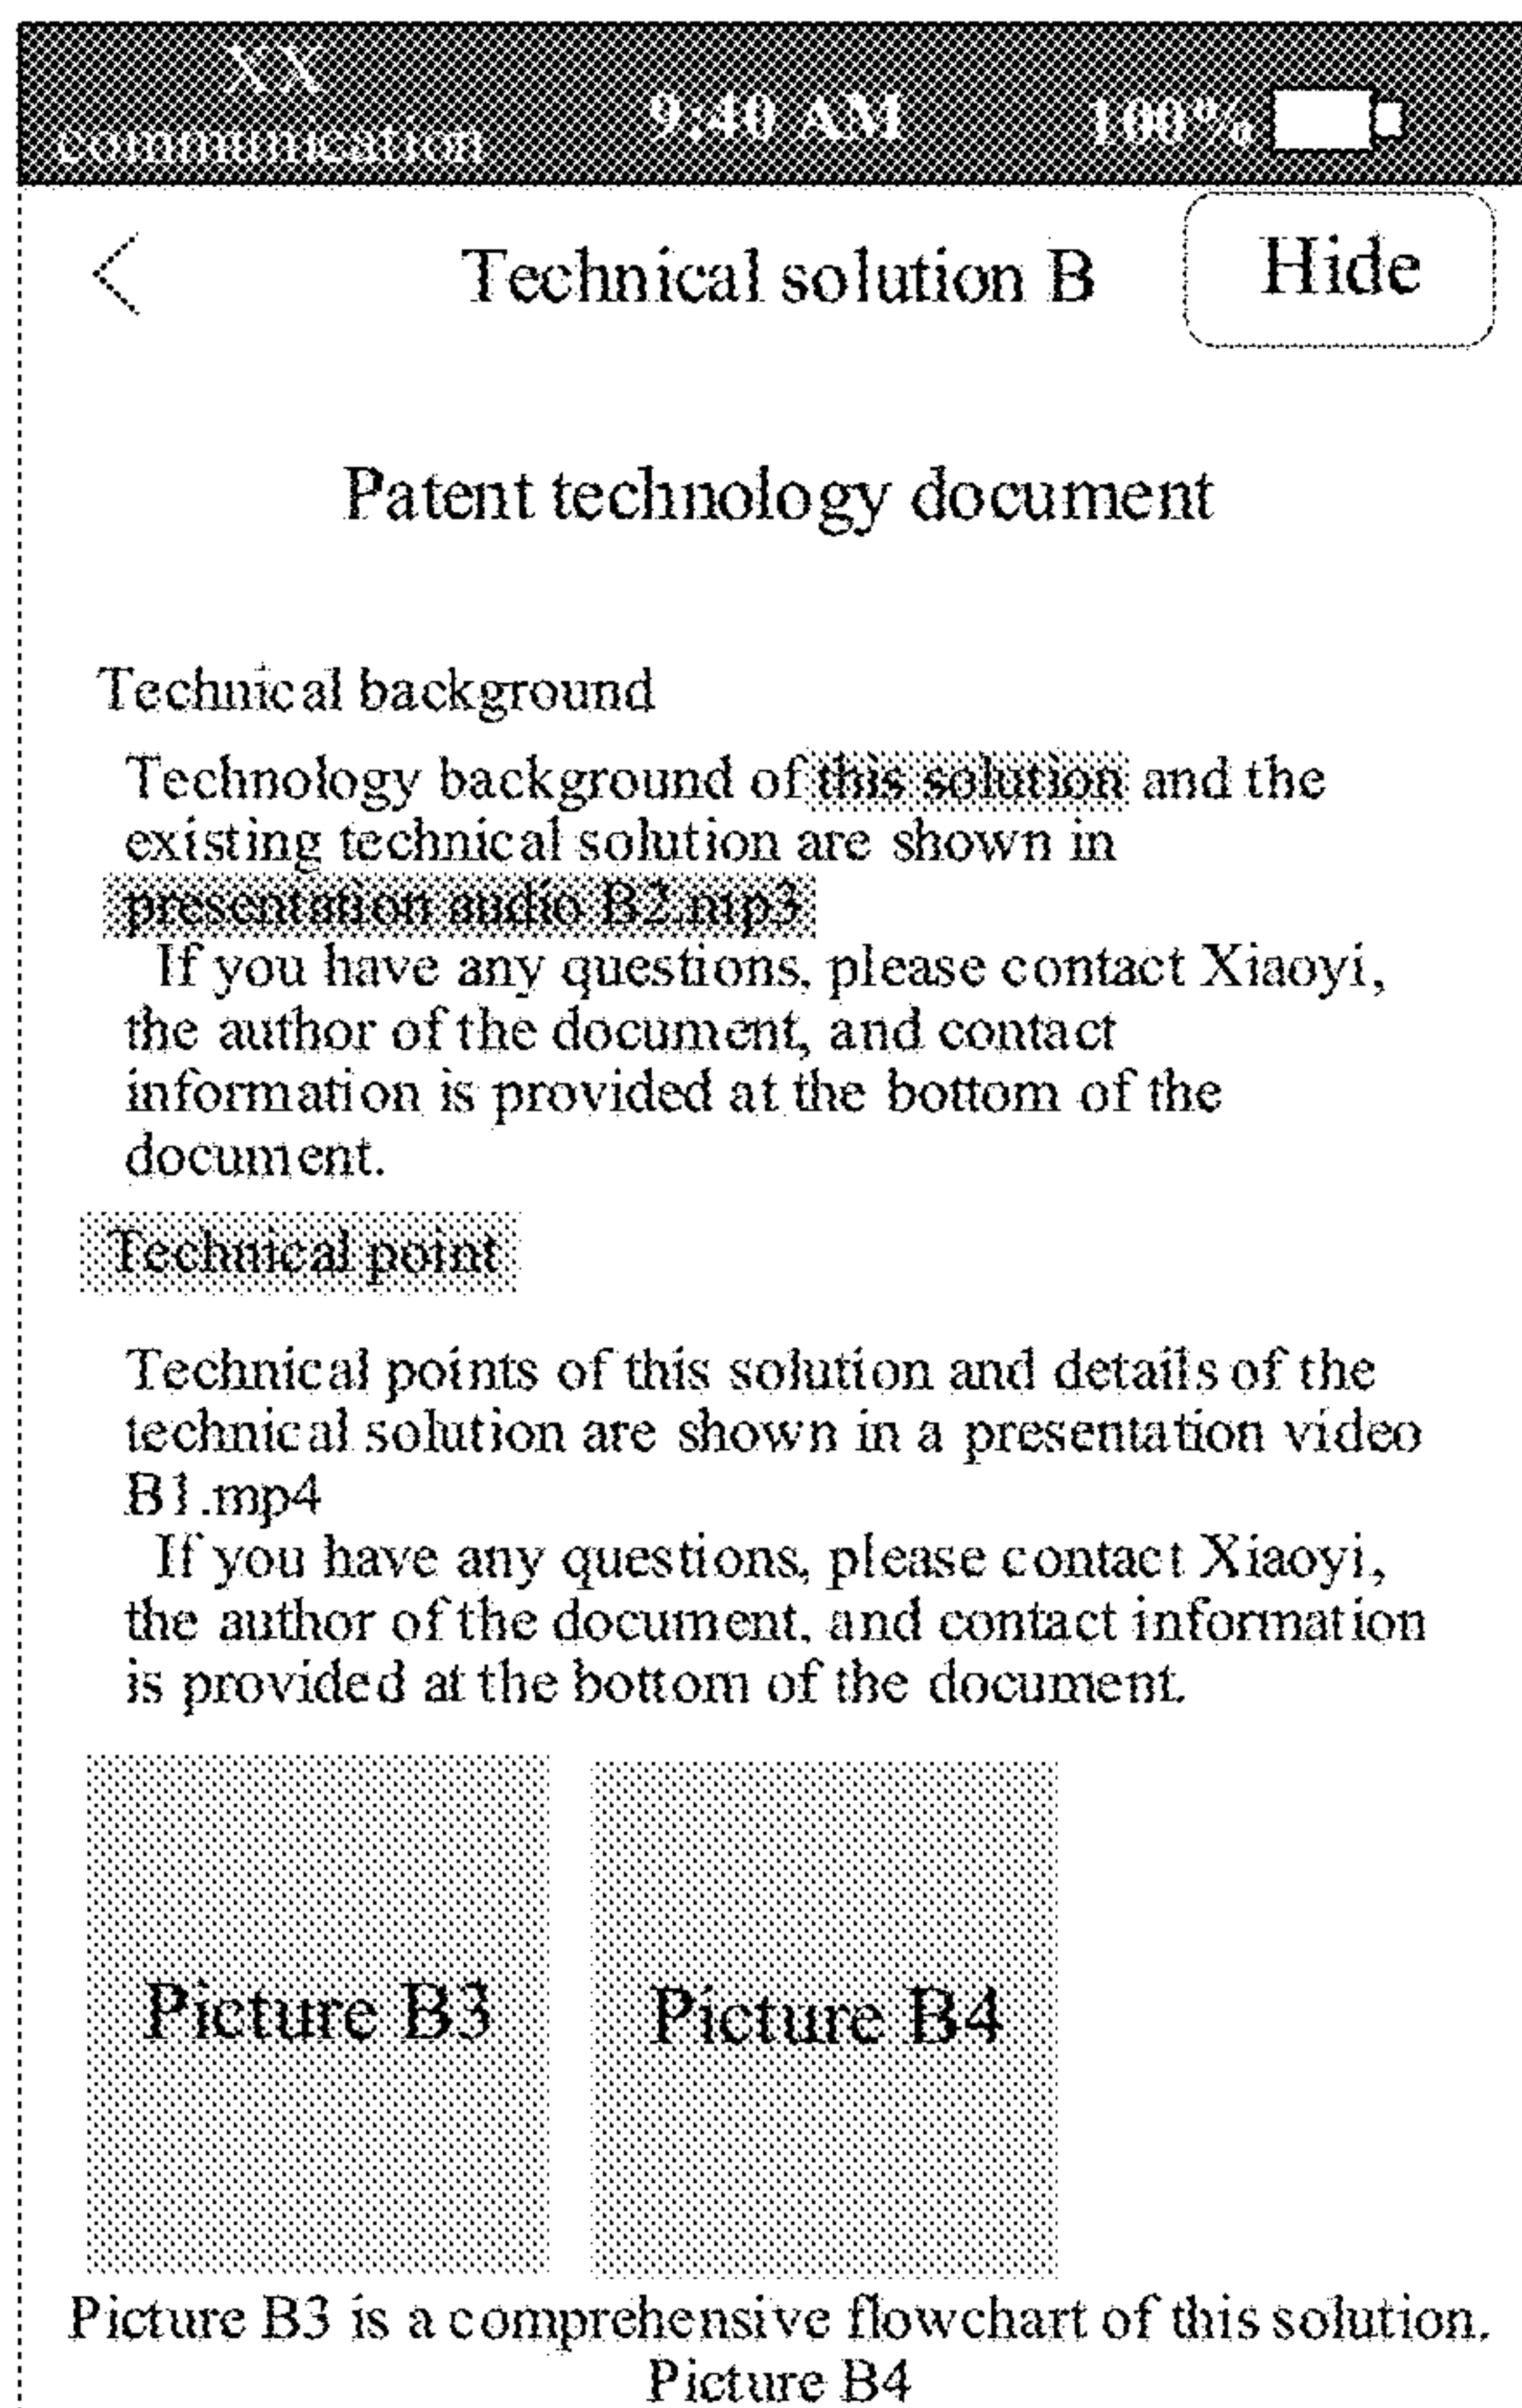 XX
communication
9:40 AM
100%
<
Technical solution B
Hide
Patent technology document
Technical background
Technology background of this solution and the
existing technical solution are shown in
presentation audio B2.mp3
If you have any questions, please contact Xiaoyi,
the author of the document, and contact
information is provided at the bottom of the
document.
Technical point
Technical points of this solution and details of the
technical solution are shown in a presentation video
B1.mp4
If you have any questions, please contact Xiaoyi,
the author of the document, and contact information
is provided at the bottom of the document.
Picture B3
Picture B4
Picture B3 is a comprehensive flowchart of this solution.
Picture B4